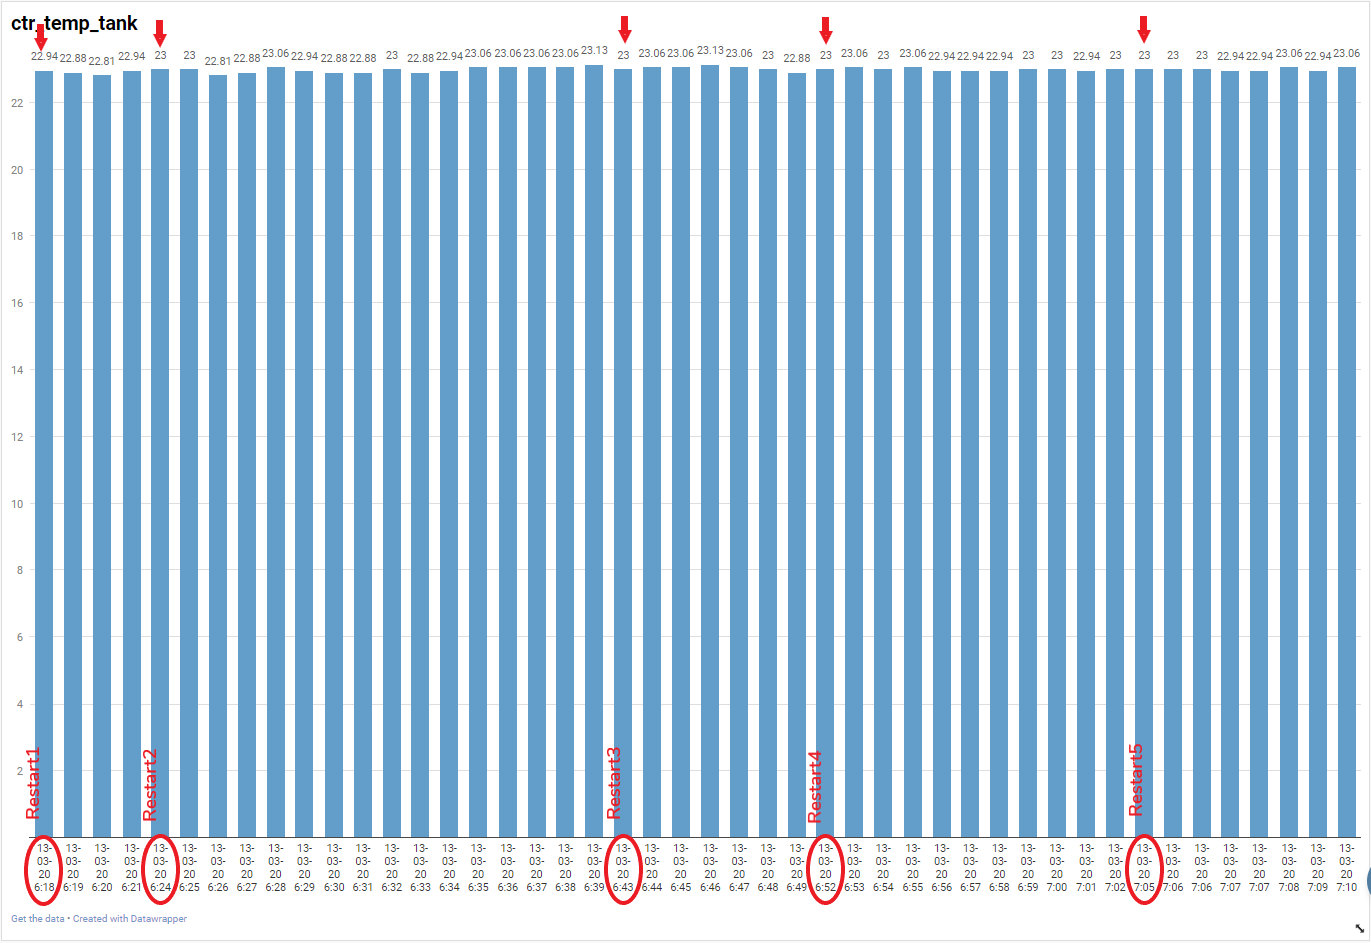 ctr_temp_tank
22.94 22.88 22.81 22.94 23 23 22.81 22.88 23.06 22.94 22.88 22.88 23 22.88 22.94 23.06 23.06 23.06 23.06 23.13 23 23.06 23.06 23.13 23.06 23 22.88 23 23.06 23 23.06 22.94 22.94 22.94 23 23 22.94 23 23 23 23 22.94 22.94 23.06 22.94 23.06
22
20
18
16
14
12
10
8
6
4
2
Restart1
Restart2
Restart3
Restart4
Restart5
13- 13- 13- 13- 13- 13- 13- 13- 13- 13- 13- 13- 13- 13- 13- 13- 13- 13- 13- 13- 13- 13- 13- 13- 13- 13- 13- 13- 13- 13- 13- 13- 13- 13- 13- 13- 13- 13- 13- 13- 13- 13- 13- 13- 13- 13-
03- 03- 03- 03- 03- 03- 03- 03- 03- 03- 03- 03- 03- 03- 03- 03- 03- 03- 03- 03- 03- 03- 03- 03- 03- 03- 03- 03- 03- 03- 03- 03- 03- 03- 03- 03- 03- 03- 03- 03- 03- 03- 03- 03- 03- 03-
20 20 20 20 20 20 20 20 20 20 20 20 20 20 20 20 20 20 20 20 20 20 20 20 20 20 20 20 20 20 20 20 20 20 20 20 20 20 20 20 20 20 20 20 20 20
6:18 6:19 6:20 6:21 6:24 6:25 6:26 6:27 6:28 6:29 6:30 6:31 6:32 6:33 6:34 6:35 6:36 6:37 6:38 6:39 6:43 6:44 6:45 6:46 6:47 6:48 6:49 6:52 6:53 6:54 6:55 6:56 6:57 6:58 6:59 7:00 7:01 7:02 7:05 7:06 7:06 7:07 7:07 7:08 7:09 7:10
Get the data • Created with Datawrapper